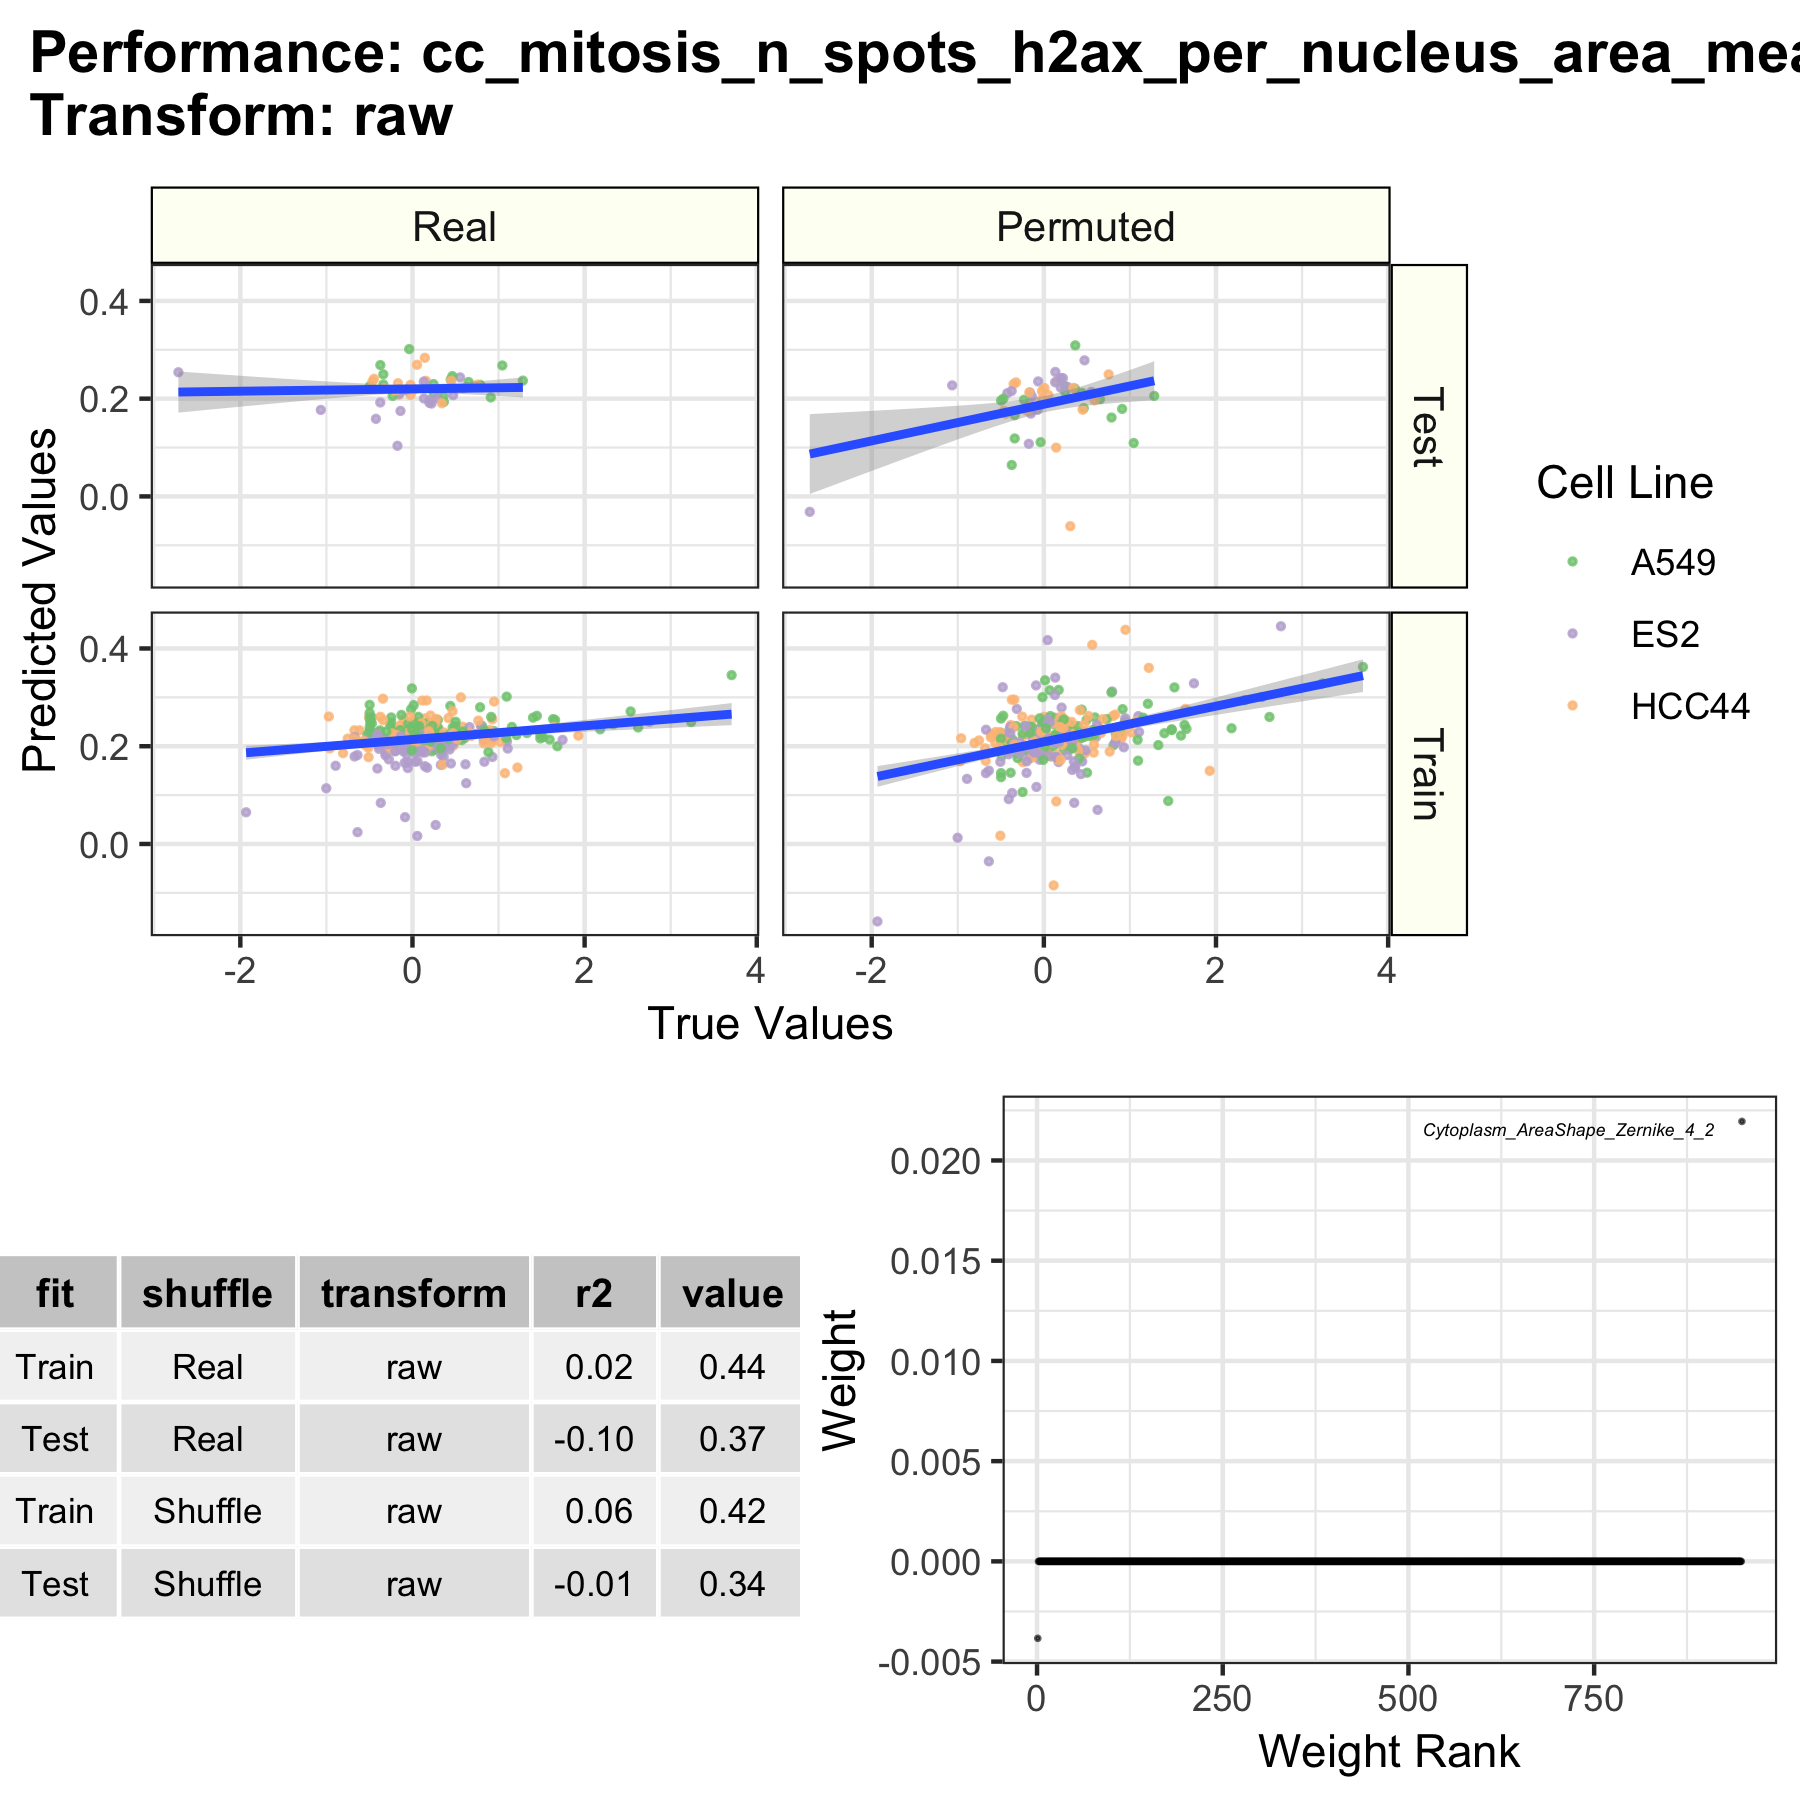 Performance: cc_mitosis_n_spots_h2ax_per_nucleus_area_mea
Transform: raw
Real
Permuted
0.4
0.2
0.0
Test
0.4
0.2
0.0
Train
-2 0 2 4
-2 0 2 4
Predicted Values
True Values
Cell Line
A549
ES2
HCC44
fit shuffle transform r2 value
Train Real raw 0.02 0.44
Test Real raw -0.10 0.37
Train Shuffle raw 0.06 0.42
Test Shuffle raw -0.01 0.34
Cytoplasm_AreaShape_Zernike_4_2
0.020
0.015
0.010
0.005
0.000
-0.005
Weight
0 250 500 750
Weight Rank